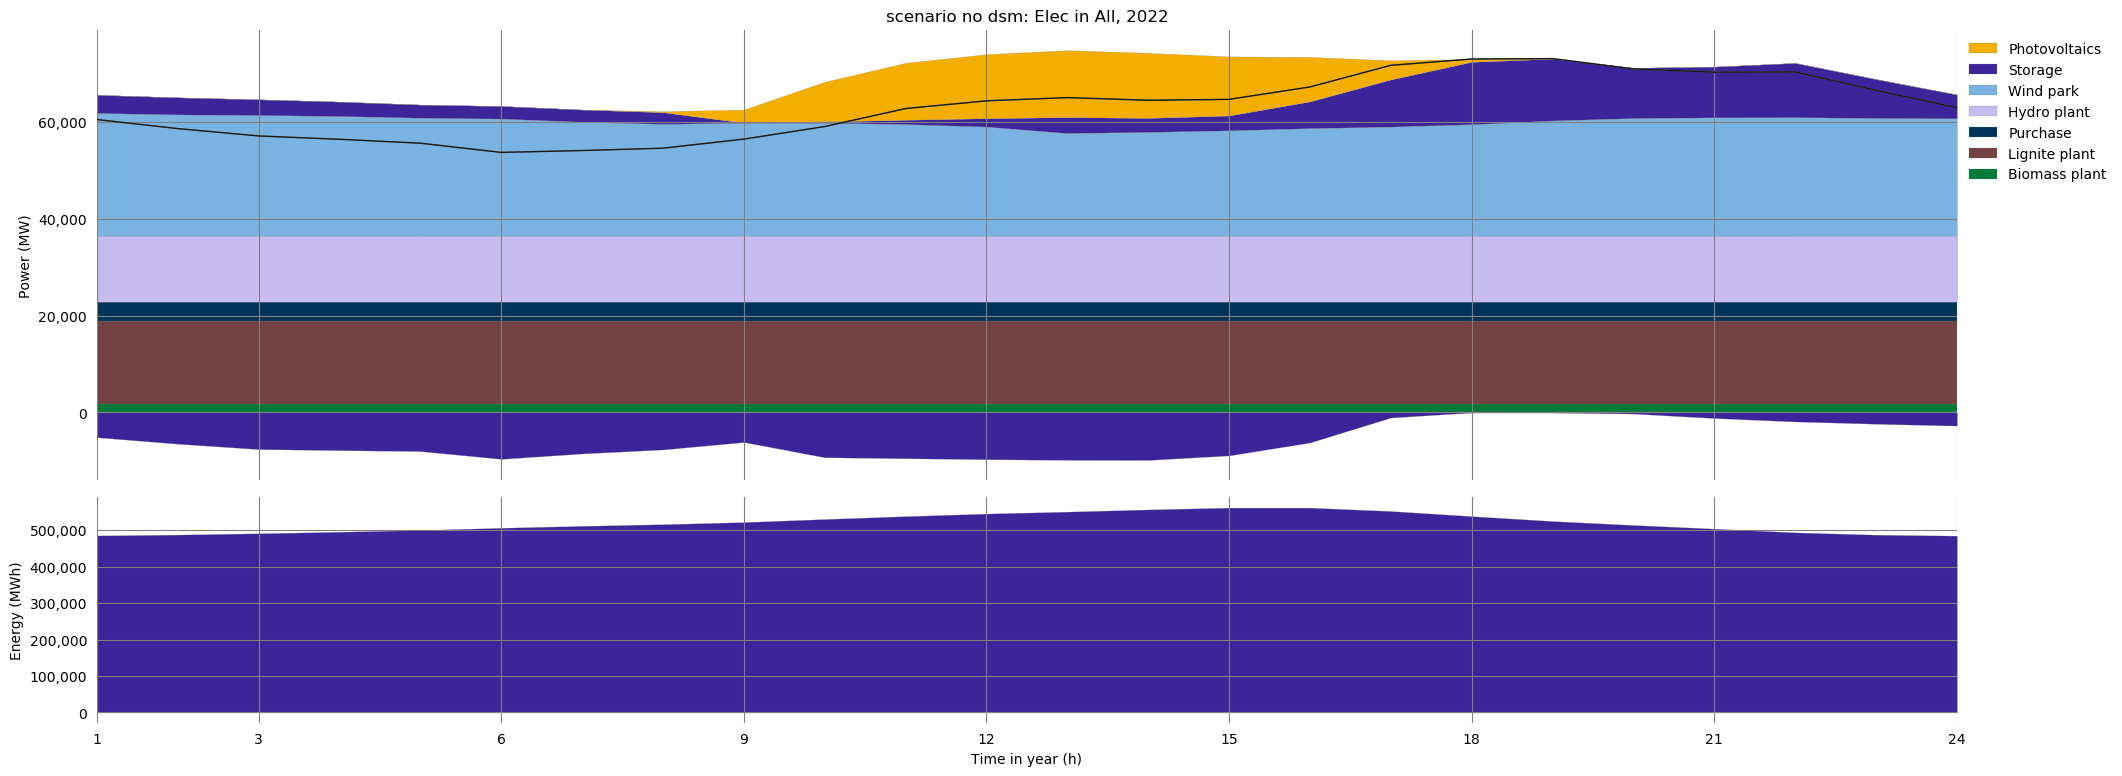 scenario no dsm: Elec in All, 2022
Power (MW)
60,000
40,000
20,000
0
Photovoltaics
Storage
Wind park
Hydro plant
Purchase
Lignite plant
Biomass plant
Energy (MWh)
500,000
400,000
300,000
200,000
100,000
0
1 3 6 9 12 15 18 21 24
Time in year (h)